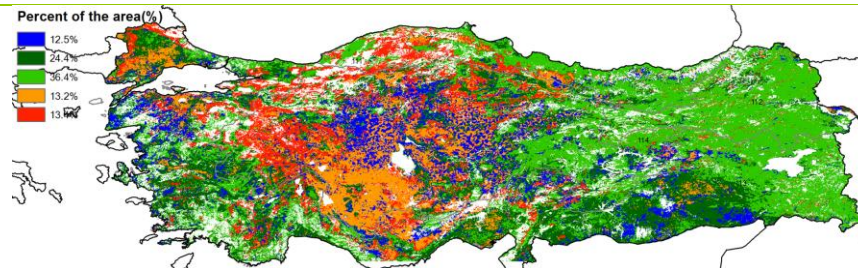 Percent of the area(%)
12.5%
24.4%
36.4%
13.2%